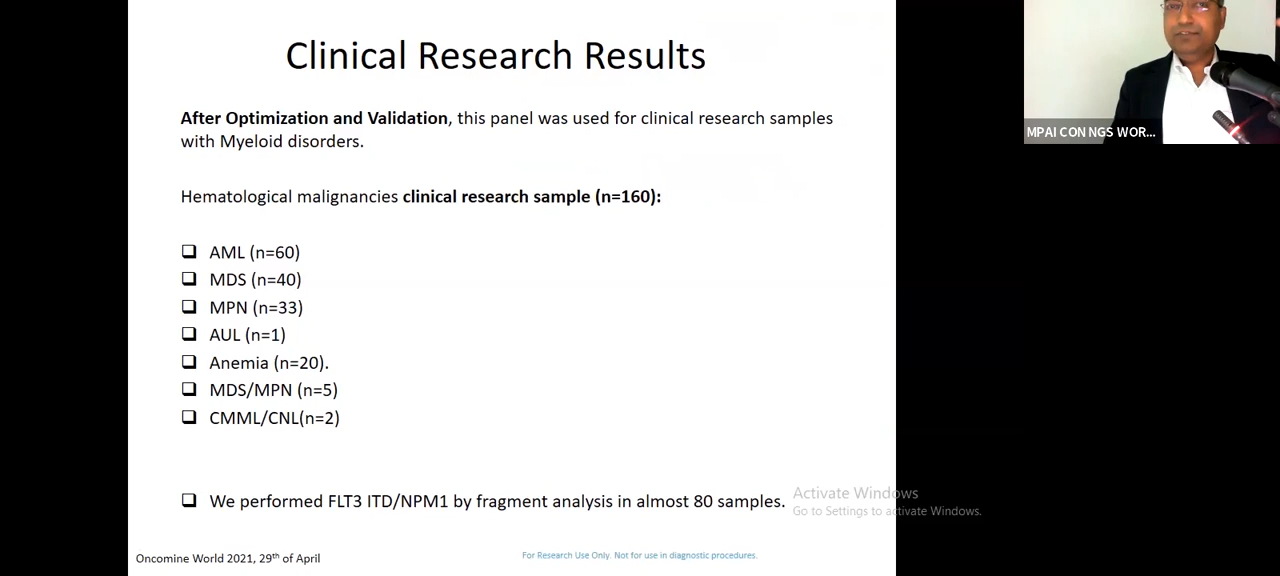 Clinical Research Results
After Optimization and Validation, this panel was used for clinical research samples
with Myeloid disorders.
Hematological malignancies clinical research sample (n=160):
❑ AML (n=60)
❑ MDS (n=40)
❑ MPN (n=33)
❑ AUL (n=1)
❑ Anemia (n=20).
❑ MDS/MPN (n=5)
❑ CMML/CNL(n=2)
❑ We performed FLT3 ITD/NPM1 by fragment analysis in almost 80 samples.
Oncomine World 2021, 29th of April
For Research Use Only. Not for use in diagnostic procedures.
MPAI CON NGS WOR...
Activate Windows
Go to Settings to activate Windows.